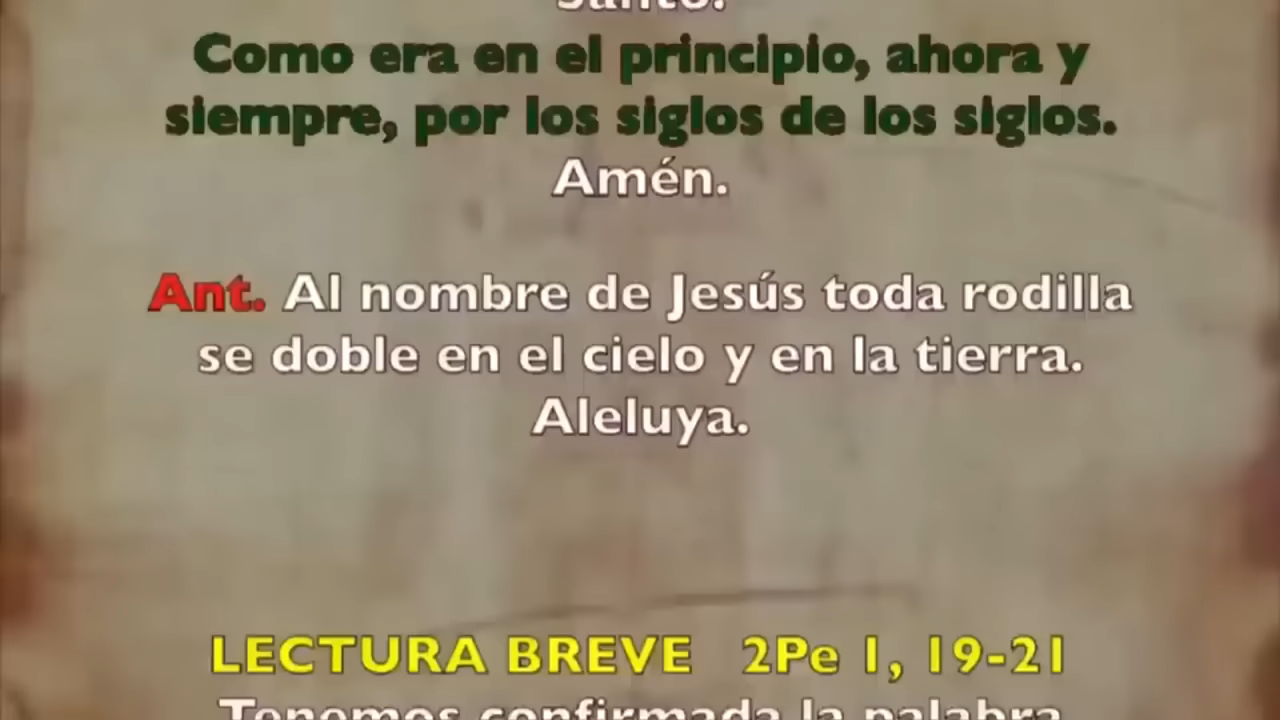 Santo.
Como era en el principio, ahora y
siempre, por los siglos de los siglos.
Amén.
Ant. Al nombre de Jesús toda rodilla
se doble en el cielo y en la tierra.
Aleluya.
LECTURA BREVE 2Pe 1, 19-21
Tenemos confirmada la palabra